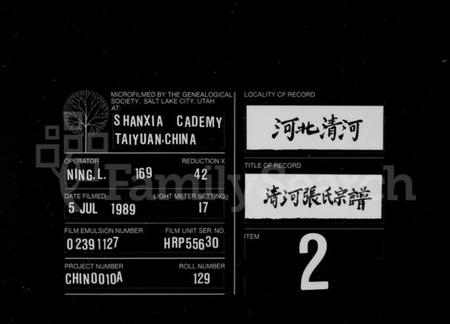 MICROFILMED BY THE GENEALOGICAL
SOCIETY, SALT LAKE CITY, UTAH
AT:
SHANXIA CADEMY
TAIYUAN-CHINA
OPERATOR
REDUCTION X
NING.L. 169
42
DATE FILMED
LIGHT METER SETTING
5 JUL 1989
17
FILM EMULSION NUMBER
FILM UNIT SER. NO.
02391127
HRP55630
PROJECT NUMBER
ROLL NUMBER
CHIN0010A
129
LOCALITY OF RECORD
河北清河
TITLE OF RECORD
清河張氏宗譜
ITEM
2
FamilySearch